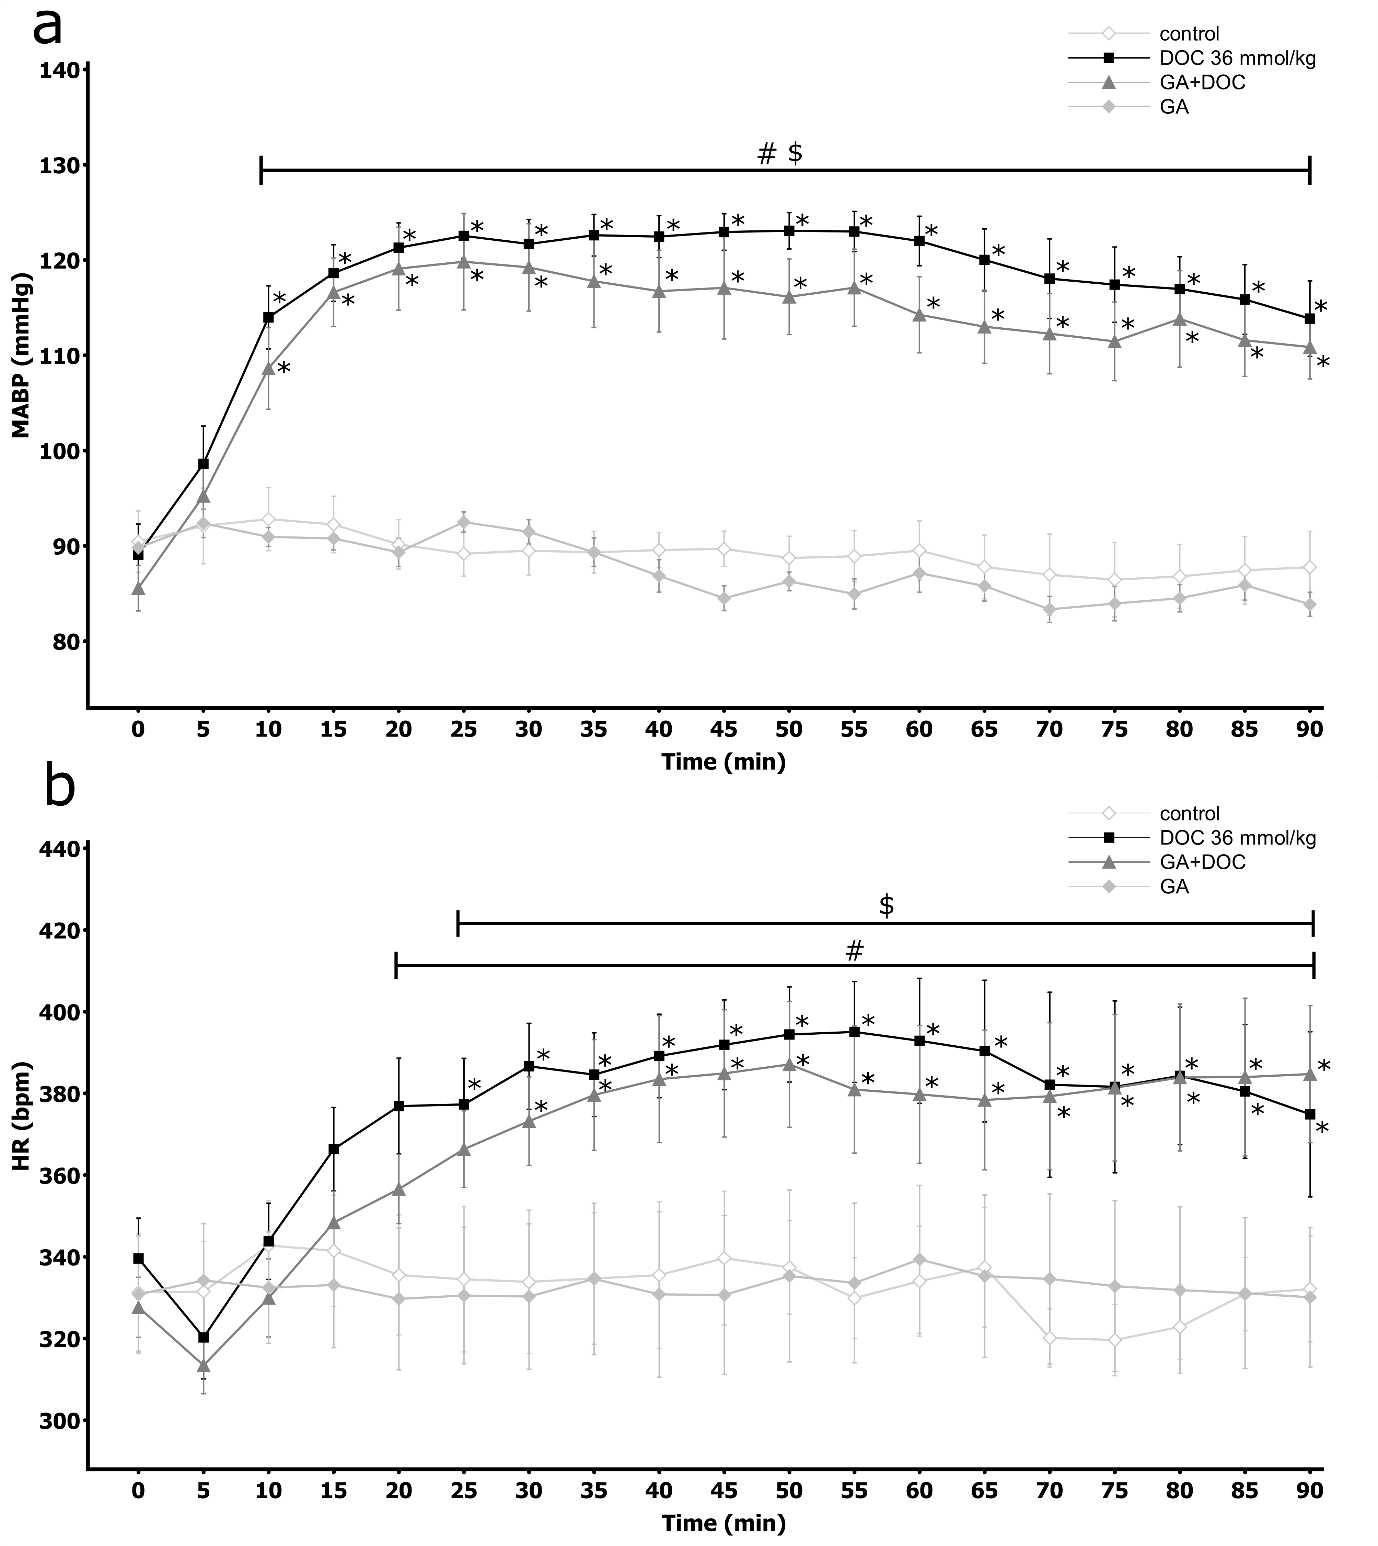 a
control
DOC 36 mmol/kg
GA+DOC
GA
140
130
120
110
100
90
80
MABP (mmHg)
# $
* * * * * * * * * * * * * * * * *
* * * * * * * * * * * * * * * * *
0 5 10 15 20 25 30 35 40 45 50 55 60 65 70 75 80 85 90
Time (min)
b
control
DOC 36 mmol/kg
GA+DOC
GA
440
420
400
380
360
340
320
300
HR (bpm)
$
#
* * * * * * * * * * * * * *
* * * * * * * * * * * * *
0 5 10 15 20 25 30 35 40 45 50 55 60 65 70 75 80 85 90
Time (min)